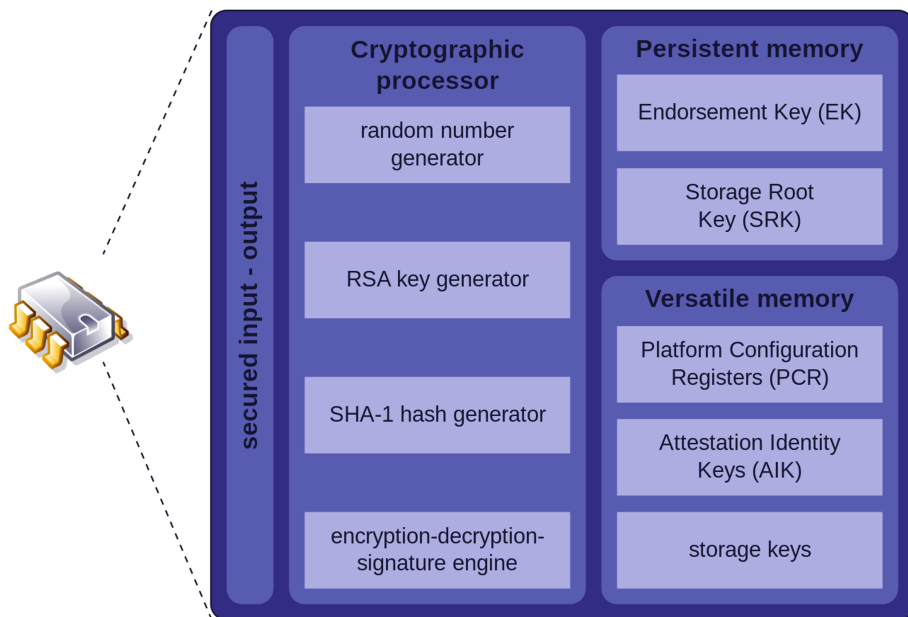 secured input - output
Cryptographic
processor
random number
generator
RSA key generator
SHA-1 hash generator
encryption-decryption-
signature engine
Persistent memory
Endorsement Key (EK)
Storage Root
Key (SRK)
Versatile memory
Platform Configuration
Registers (PCR)
Attestation Identity
Keys (AIK)
storage keys